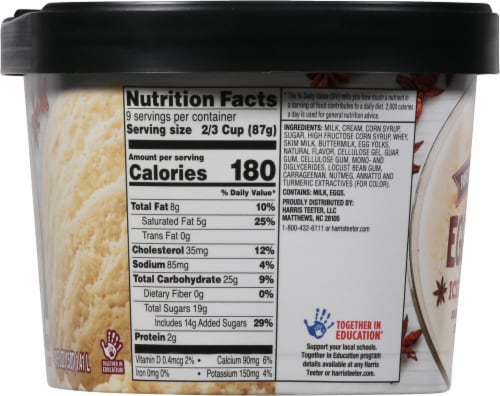 Nutrition Facts
9 servings per container
Serving size 2/3 Cup (87g)
Amount per serving
Calories 180
% Daily Value*
Total Fat 8g 10%
Saturated Fat 5g 25%
Trans Fat 0g
Cholesterol 35mg 12%
Sodium 85mg 4%
Total Carbohydrate 25g 9%
Dietary Fiber 0g 0%
Total Sugars 19g
Includes 14g Added Sugars 29%
Protein 2g
Vitamin D 0.4mcg 2% • Calcium 90mg 6%
Iron 0mg 0% • Potassium 150mg 4%
*The % Daily Value (DV) tells you how much a nutrient in
a serving of food contributes to a daily diet. 2,000 calories
a day is used for general nutrition advice.
INGREDIENTS: MILK, CREAM, CORN SYRUP,
SUGAR, HIGH FRUCTOSE CORN SYRUP, WHEY,
SKIM MILK, BUTTERMILK, EGG YOLKS,
NATURAL FLAVOR, CELLULOSE GEL, GUAR
GUM, CELLULOSE GUM, MONO- AND
DIGLYCERIDES, LOCUST BEAN GUM,
CARRAGEENAN, NUTMEG, ANNATTO AND
TURMERIC EXTRACTIVES (FOR COLOR).
CONTAINS: MILK, EGGS.
PROUDLY DISTRIBUTED BY:
HARRIS TEETER, LLC
MATTHEWS, NC 28105
1-800-432-6111 or harristeeter.com
TOGETHER IN
EDUCATION®
Support your local schools.
Together in Education program
details available at any Harris
Teeter or harristeeter.com.
TOGETHER IN
EDUCATION